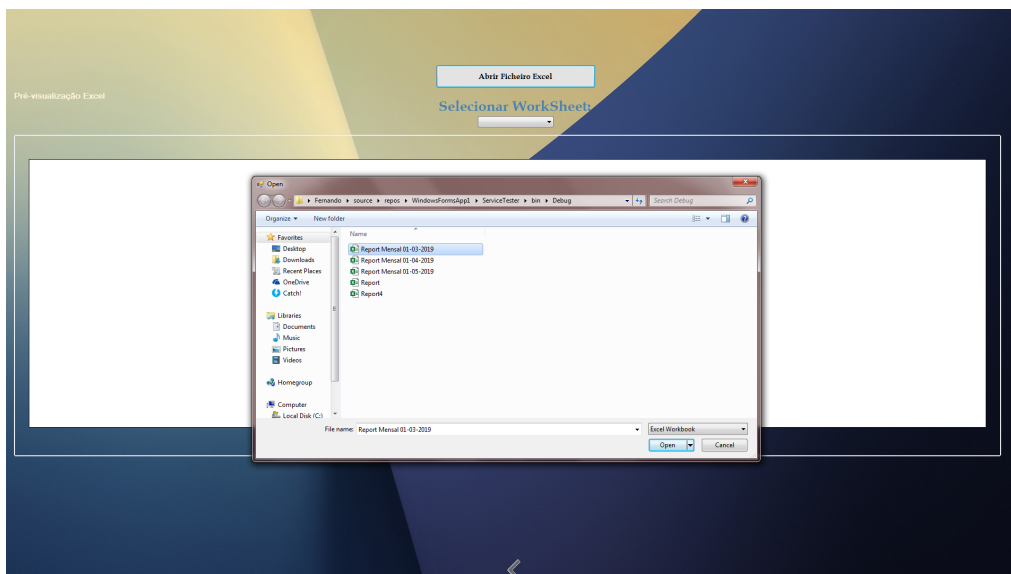 Abrir Ficheiro Excel
Pré-visualização Excel
Selecionar WorkSheet:
Open
Fernando ▸ source ▸ repos ▸ WindowsFormsApp1 ▸ ServiceTester ▸ bin ▸ Debug
Search Debug
Organize
New folder
Favorites
Desktop
Downloads
Recent Places
OneDrive
Catch!
Libraries
Documents
Music
Pictures
Videos
Homegroup
Computer
Local Disk (C:)
Name
Report Mensal 01-03-2019
Report Mensal 01-04-2019
Report Mensal 01-05-2019
Report
Report4
File name: Report Mensal 01-03-2019
Excel Workbook
Open
Cancel